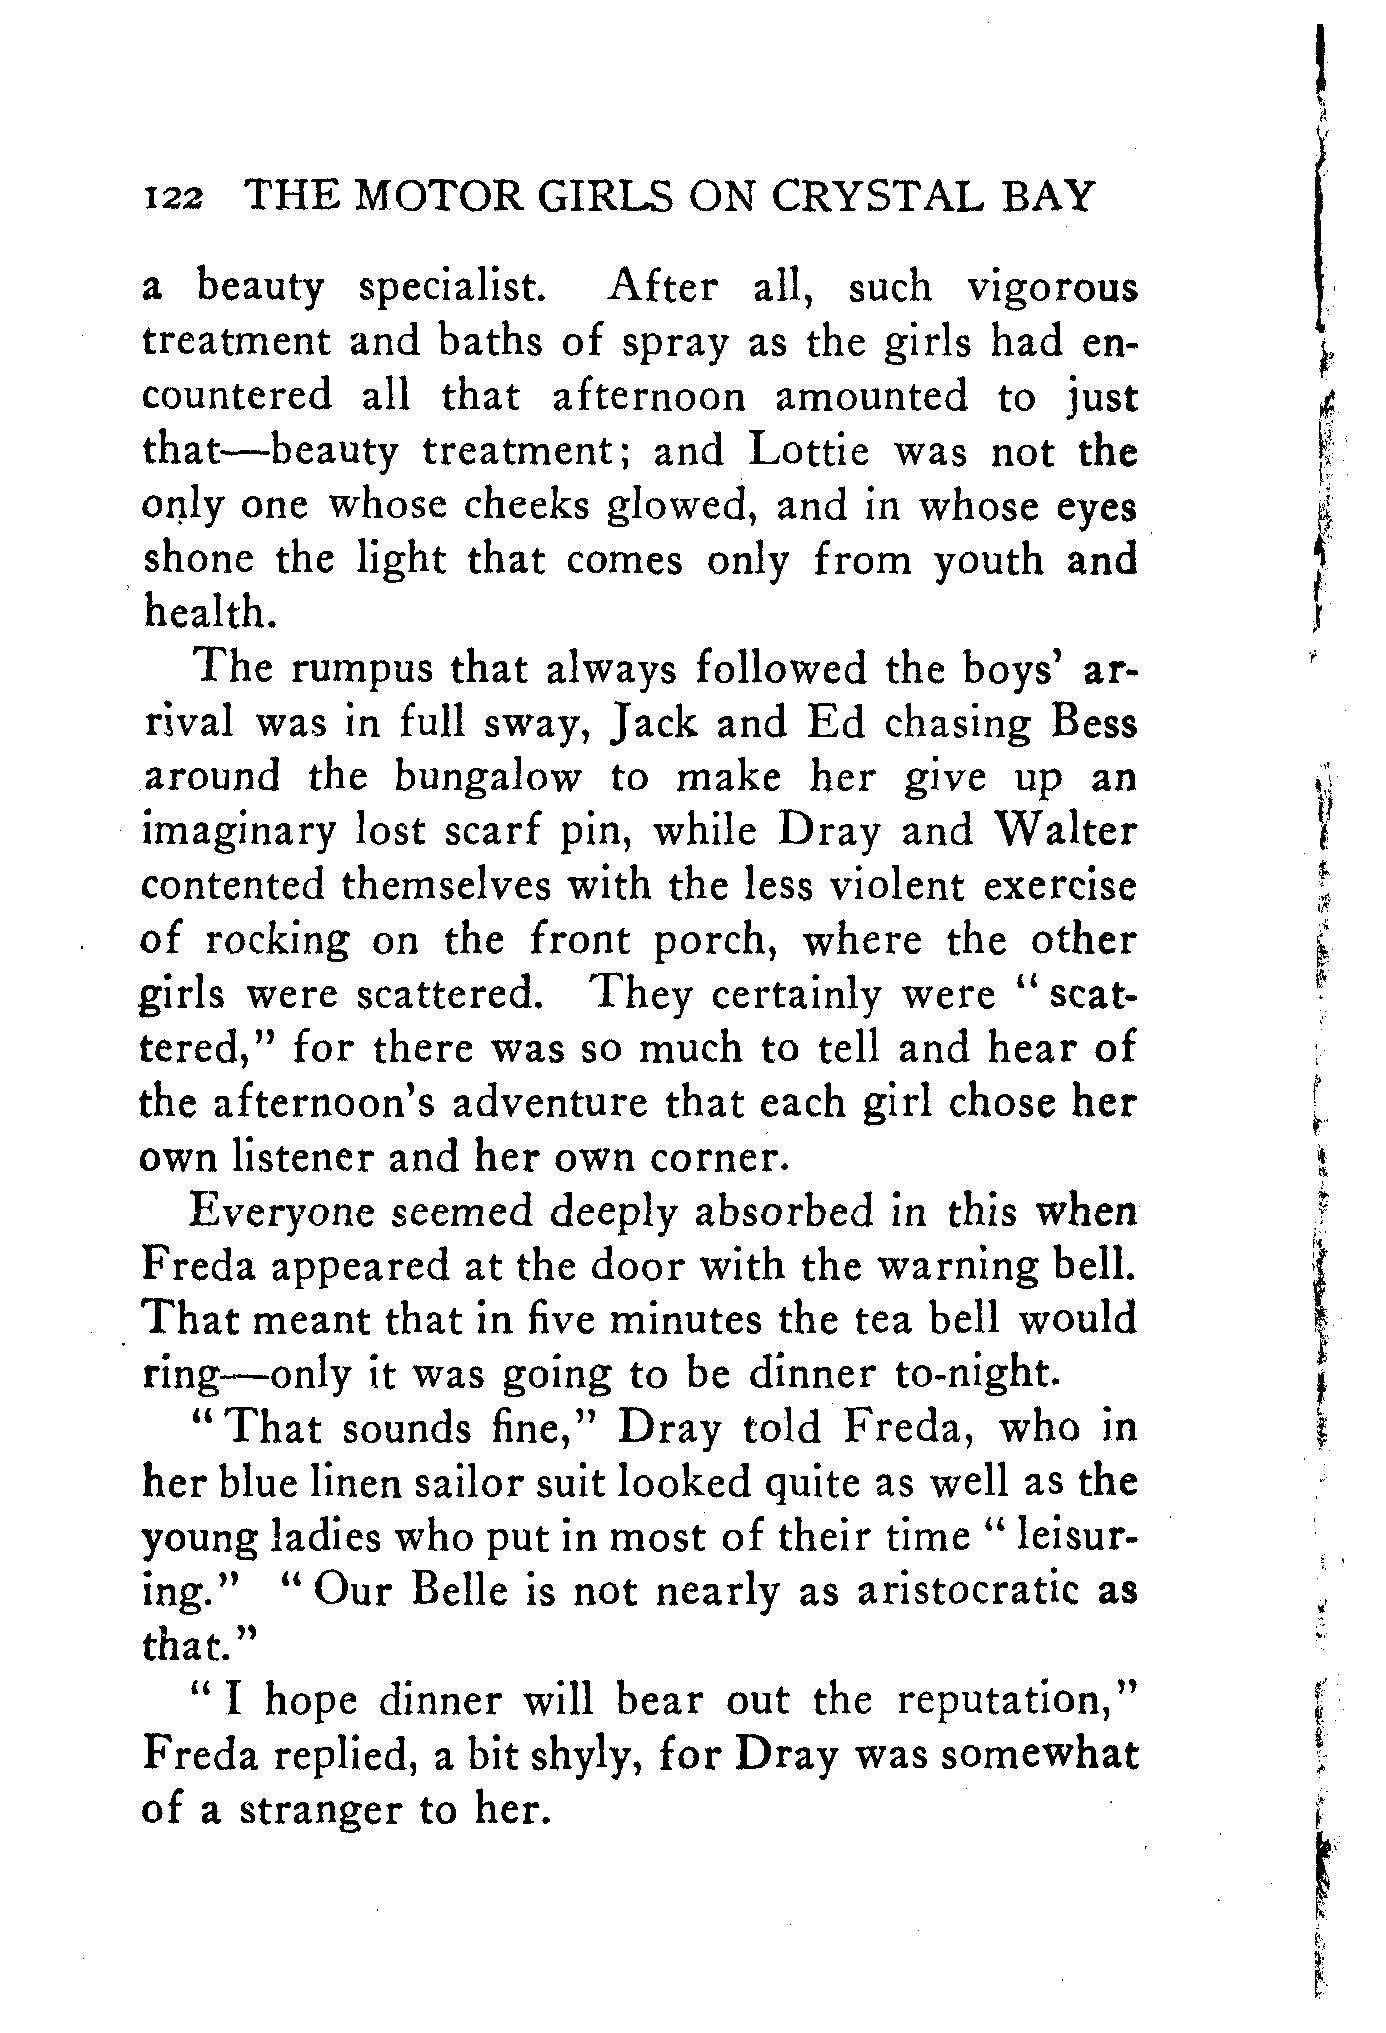 122 THE MOTOR GIRLS ON CRYSTAL BAY
a beauty specialist. After all, such vigorous
treatment and baths of spray as the girls had en-
countered all that afternoon amounted to just
that—beauty treatment; and Lottie was not the
only one whose cheeks glowed, and in whose eyes
shone the light that comes only from youth and
health.
The rumpus that always followed the boys' ar-
rival was in full sway, Jack and Ed chasing Bess
around the bungalow to make her give up an
imaginary lost scarf pin, while Dray and Walter
contented themselves with the less violent exercise
of rocking on the front porch, where the other
girls were scattered. They certainly were " scat-
tered," for there was so much to tell and hear of
the afternoon's adventure that each girl chose her
own listener and her own corner.
Everyone seemed deeply absorbed in this when
Freda appeared at the door with the warning bell.
That meant that in five minutes the tea bell would
ring—only it was going to be dinner to-night.
" That sounds fine," Dray told Freda, who in
her blue linen sailor suit looked quite as well as the
young ladies who put in most of their time " leisur-
ing." " Our Belle is not nearly as aristocratic as
that."
" I hope dinner will bear out the reputation,"
Freda replied, a bit shyly, for Dray was somewhat
of a stranger to her.